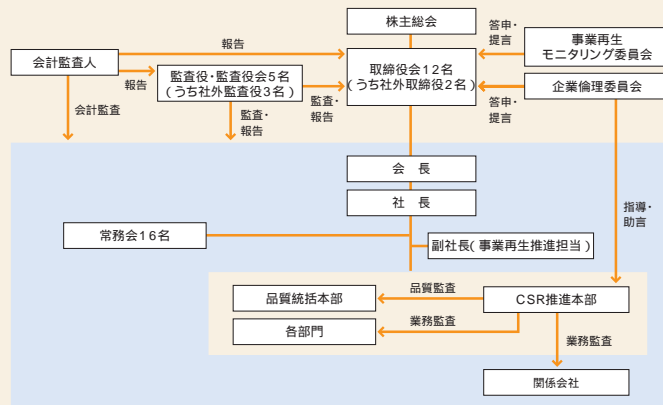 株主総会
答申・
提言
事業再生
モニタリング委員会
報告
会計監査人
取締役会12名
(うち社外取締役2名)
報告
監査役・監査役会5名
(うち社外監査役3名)
企業倫理委員会
会計監査
監査・
報告
監査・
報告
答申・
提言
会 長
社 長
指導・
助言
常務会16名
副社長(事業再生推進担当)
品質監査
品質統括本部
CSR推進本部
業務監査
各部門
業務監査
関係会社